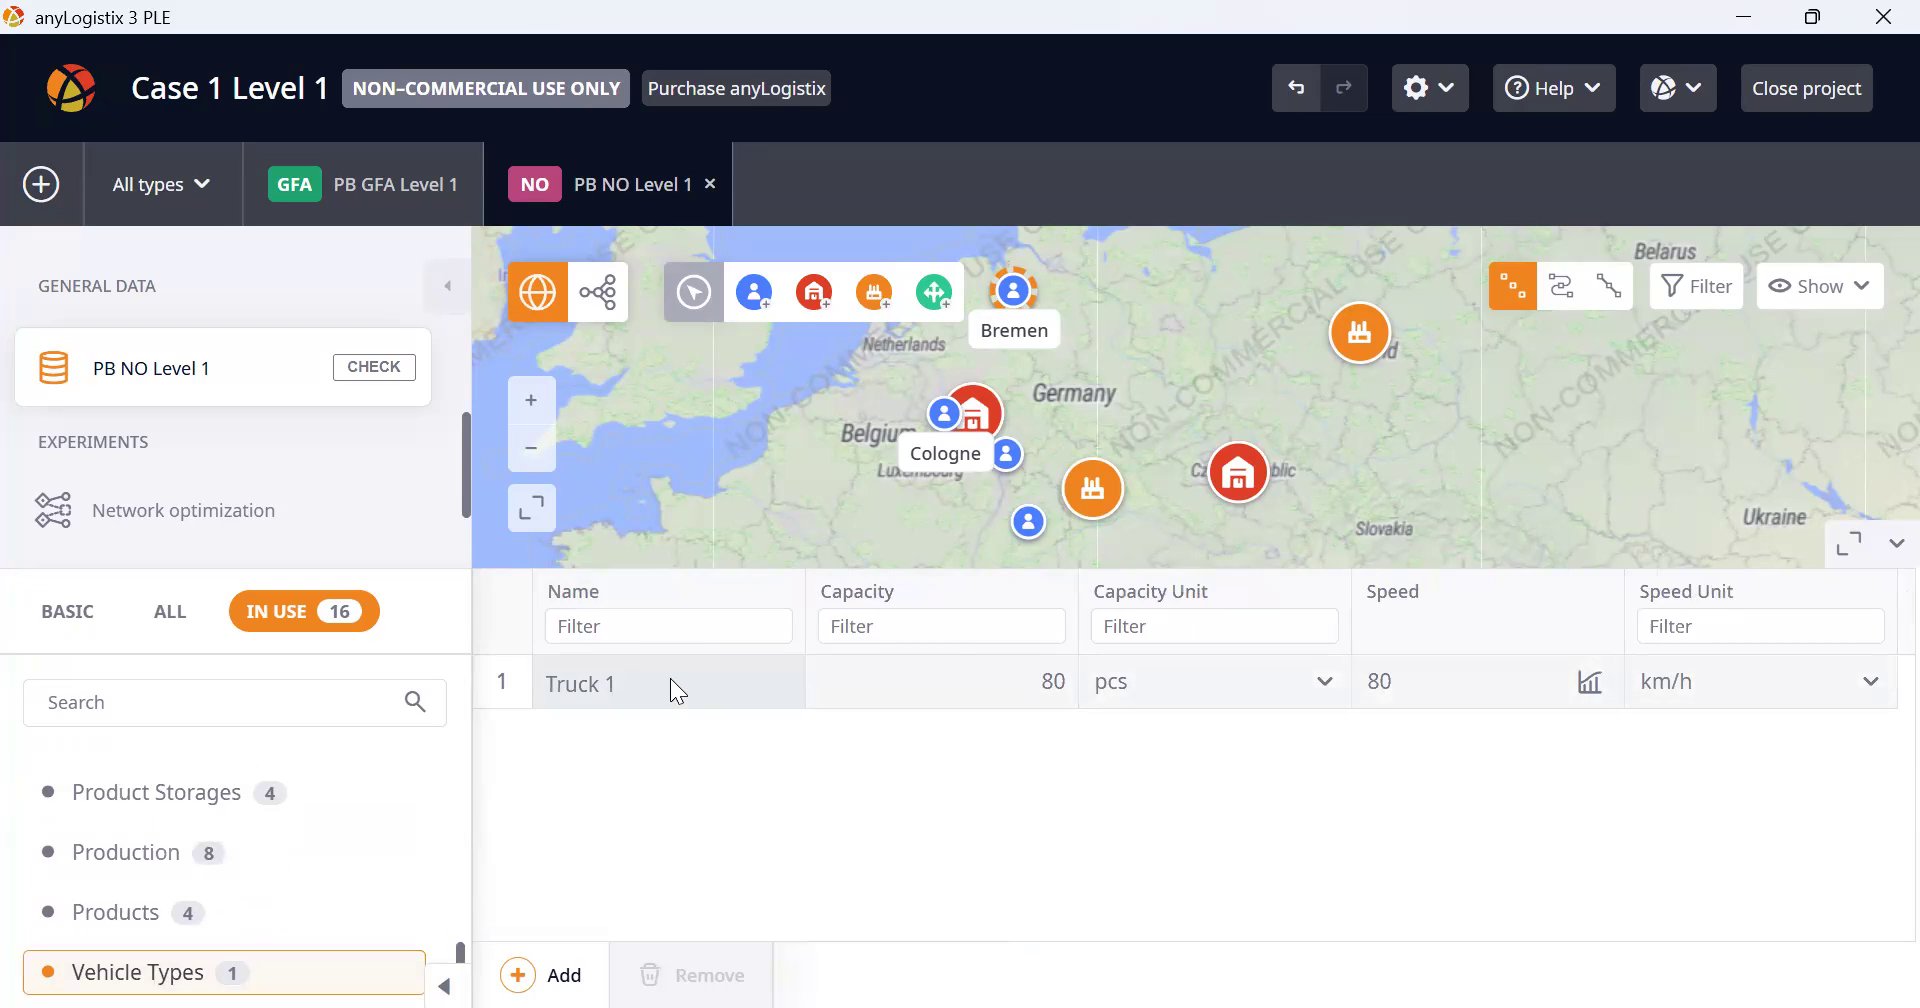 anyLogistix 3 PLE
Case 1 Level 1
NON-COMMERCIAL USE ONLY
Purchase anyLogistix
Help
Close project
All types
GFA PB GFA Level 1
NO PB NO Level 1
GENERAL DATA
PB NO Level 1
CHECK
EXPERIMENTS
Network optimization
Belarus
Filter
Show
Bremen
Netherlands
Germany
Belgium
Cologne
Slovakia
Ukraine
NON-COMMERCIAL USE
BASIC
ALL
IN USE 16
Search
Product Storages 4
Production 8
Products 4
Vehicle Types 1
Name Capacity Capacity Unit Speed Speed Unit
Filter Filter Filter Filter
1 Truck 1 80 pcs 80 km/h
Add
Remove